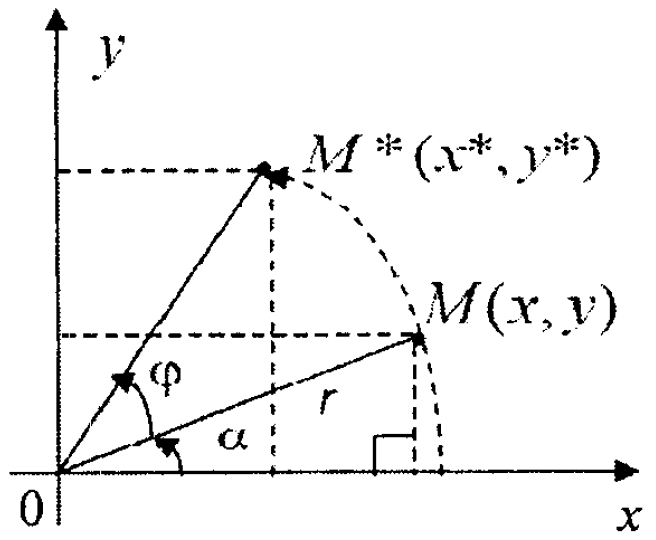 y
M*(x*, y*)
M(x, y)
φ
r
α
0
x